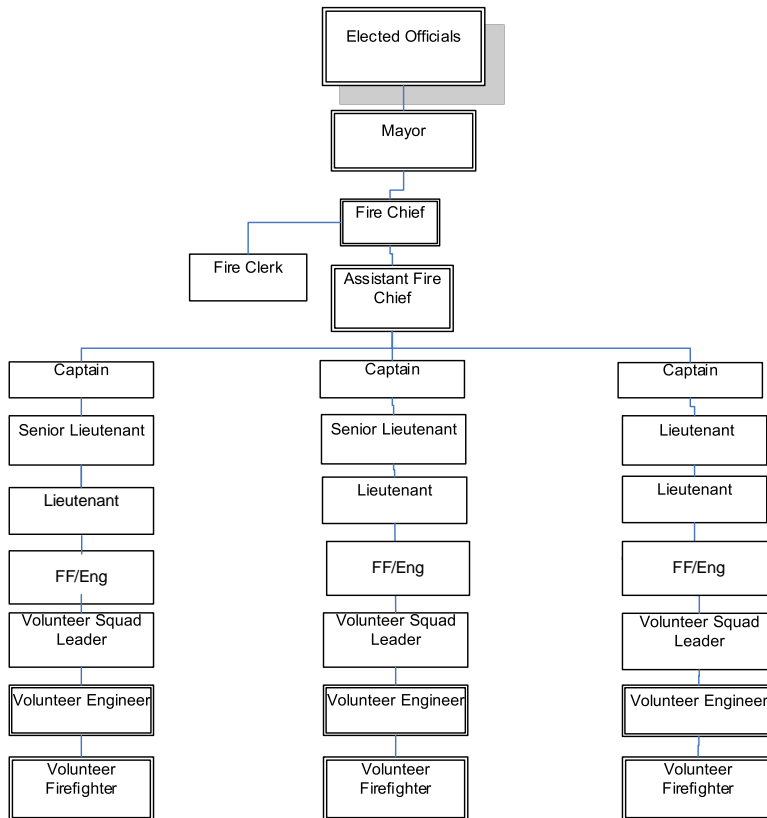 Elected Officials
Mayor
Fire Chief
Fire Clerk
Assistant Fire
Chief
Captain
Captain
Captain
Senior Lieutenant
Senior Lieutenant
Lieutenant
Lieutenant
Lieutenant
Lieutenant
FF/Eng
FF/Eng
FF/Eng
Volunteer Squad
Leader
Volunteer Squad
Leader
Volunteer Squad
Leader
Volunteer Engineer
Volunteer Engineer
Volunteer Engineer
Volunteer
Firefighter
Volunteer
Firefighter
Volunteer
Firefighter